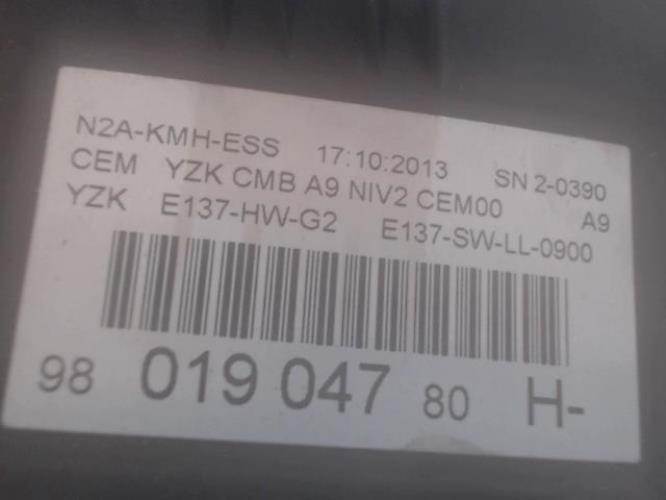 N2A-KMH-ESS 17:10:2013 SN 2-0390
CEM YZK CMB A9 NIV2 CEM00 A9
YZK E137-HW-G2 E137-SW-LL-0900
98 019 047 80 H-